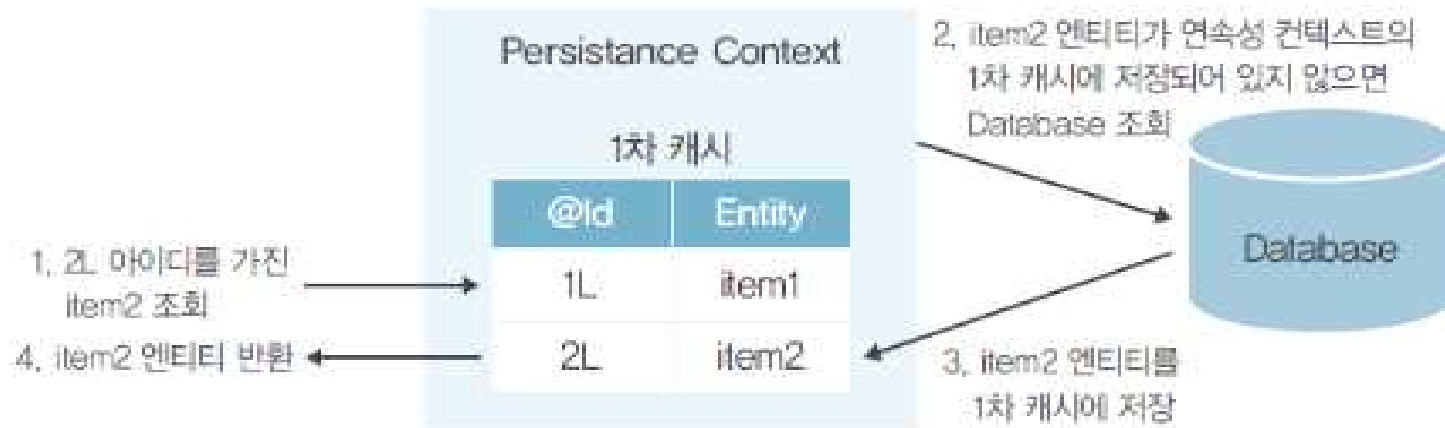 Persistance Context
1차 캐시
@Id Entity
1L item1
2L item2
1. 2L 아이디를 가진
item2 조회
4. item2 엔티티 반환
2. item2 엔티티가 연속성 컨텍스트의
1차 캐시에 저장되어 있지 않으면
Database 조회
Database
3. item2 엔티티를
1차 캐시에 저장